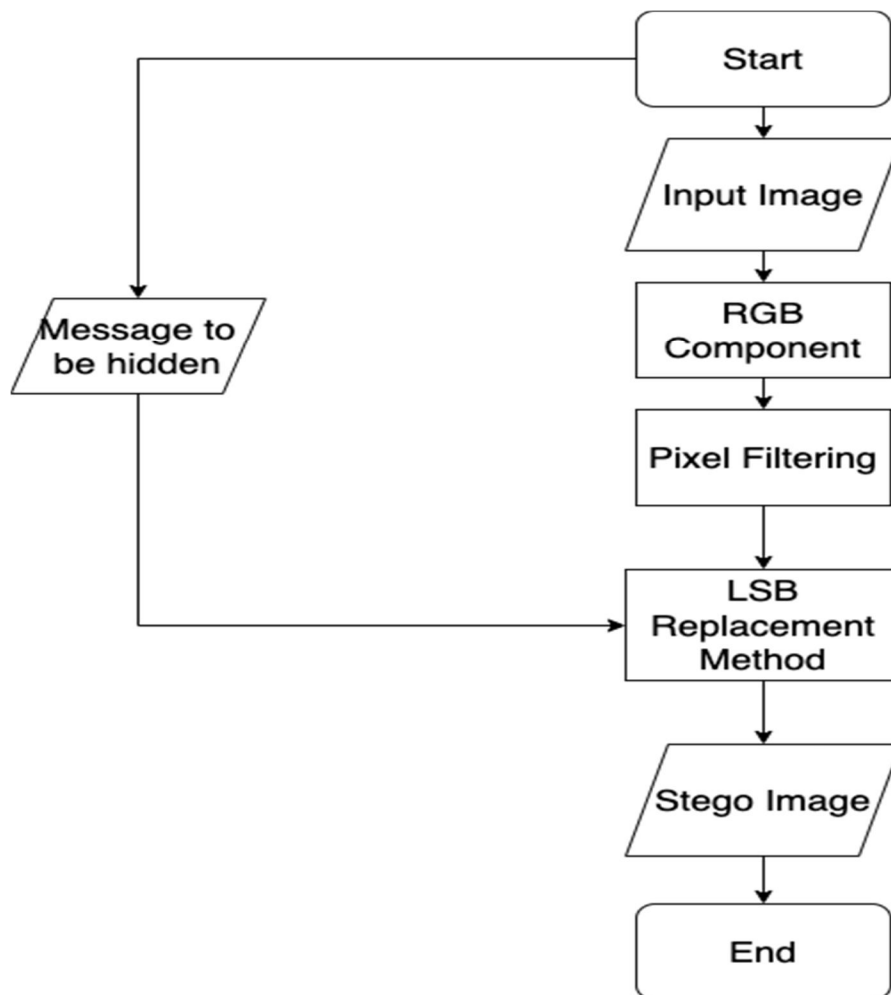 Start
Input Image
RGB
Component
Message to
be hidden
Pixel Filtering
LSB
Replacement
Method
Stego Image
End